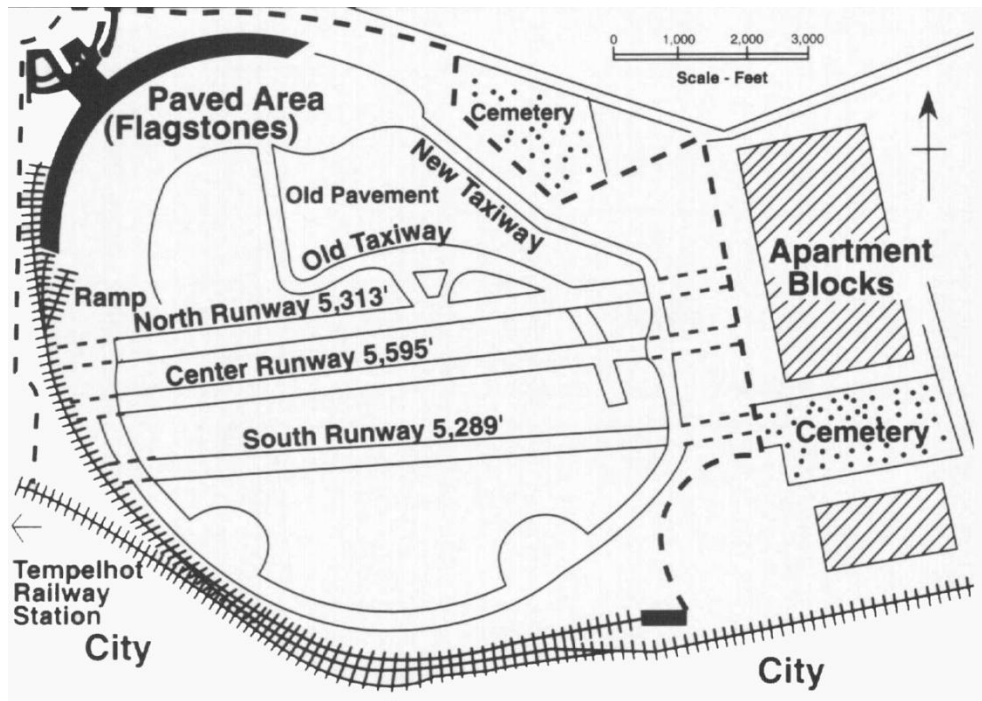 0 1,000 2,000 3,000
Scale - Feet
Paved Area
(Flagstones)
Cemetery
New Taxiway
Old Pavement
Old Taxiway
Apartment
Blocks
Ramp
North Runway 5,313'
Center Runway 5,595'
South Runway 5,289'
Cemetery
Tempelhot
Railway
Station
City
City